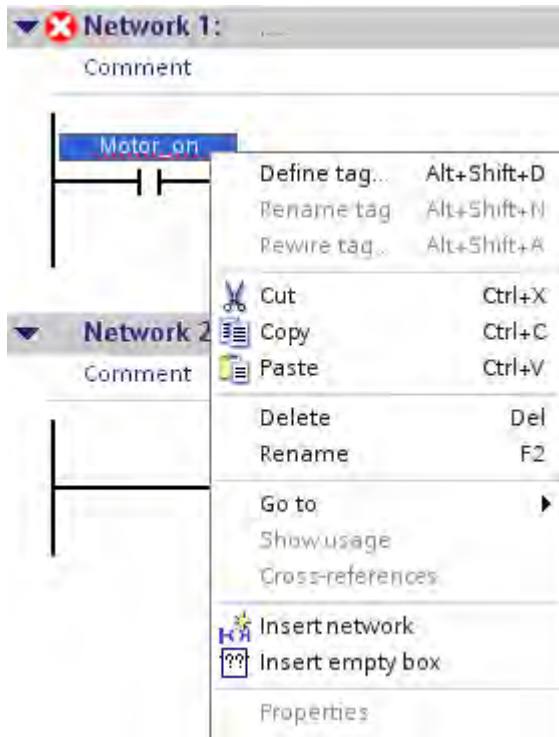 Network 1: ....
Comment
Motor_on
Define tag... Alt+Shift+D
Rename tag Alt+Shift+N
Rewire tag... Alt+Shift+A
Cut Ctrl+X
Network 2
Copy Ctrl+C
Comment
Paste Ctrl+V
Delete Del
Rename F2
Go to
Show usage
Cross-references
Insert network
??
Insert empty box
Properties